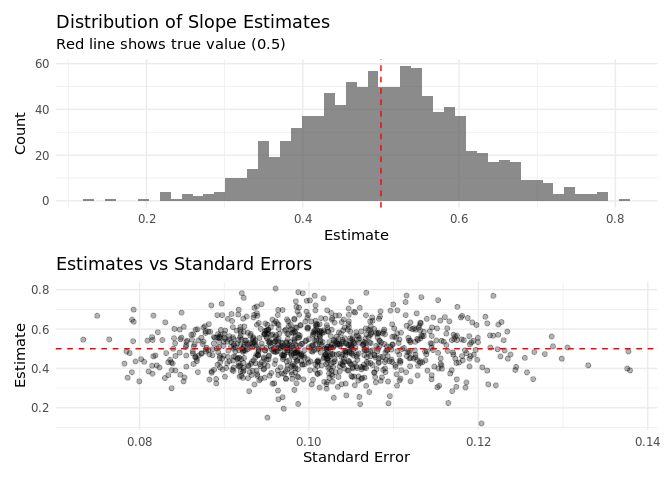 Distribution of Slope Estimates
Red line shows true value (0.5)
60
40
20
0
Count
0.2 0.4 0.6 0.8
Estimate
Estimates vs Standard Errors
0.8
0.6
0.4
0.2
Estimate
0.08 0.10 0.12 0.14
Standard Error